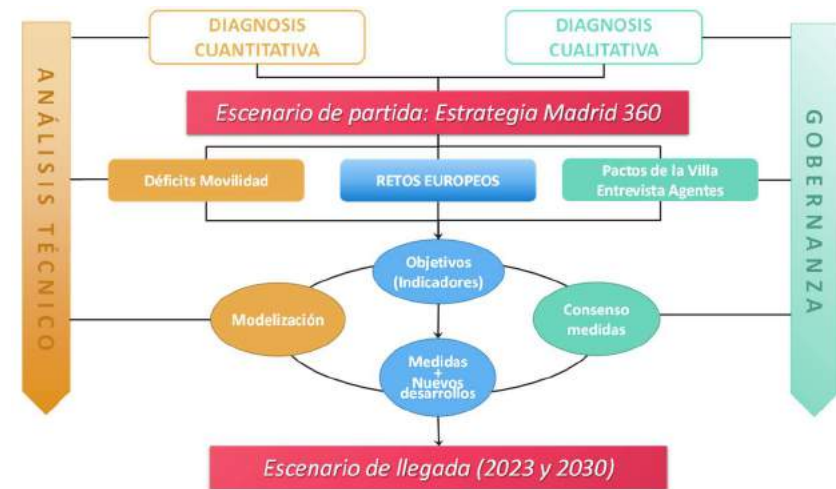 DIAGNOSIS
CUANTITATIVA
DIAGNOSIS
CUALITATIVA
ANÁLISIS TÉCNICO
GOBERNANZA
Escenario de partida: Estrategia Madrid 360
Déficits Movilidad
RETOS EUROPEOS
Pactos de la Villa
Entrevista Agentes
Objetivos
(Indicadores)
Modelización
Consenso
medidas
Medidas
+
Nuevos
desarrollos
Escenario de llegada (2023 y 2030)